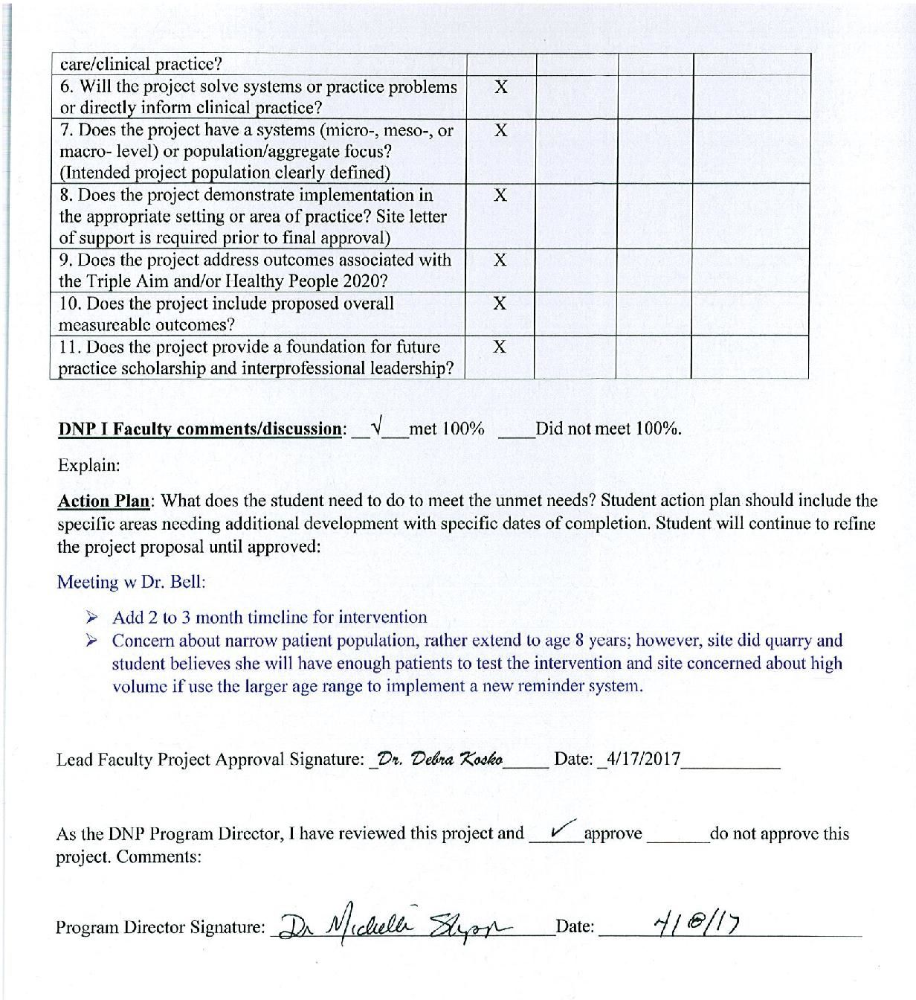 care/clinical practice?
6. Will the project solve systems or practice problems X
or directly inform clinical practice?
7. Does the project have a systems (micro-, meso-, or X
macro- level) or population/aggregate focus?
(Intended project population clearly defined)
8. Does the project demonstrate implementation in X
the appropriate setting or area of practice? Site letter
of support is required prior to final approval)
9. Does the project address outcomes associated with X
the Triple Aim and/or Healthy People 2020?
10. Does the project include proposed overall X
measureable outcomes?
11. Does the project provide a foundation for future X
practice scholarship and interprofessional leadership?
DNP I Faculty comments/discussion: __√___met 100% ____Did not meet 100%.
Explain:
Action Plan: What does the student need to do to meet the unmet needs? Student action plan should include the
specific areas needing additional development with specific dates of completion. Student will continue to refine
the project proposal until approved:
Meeting w Dr. Bell:
➢ Add 2 to 3 month timeline for intervention
➢ Concern about narrow patient population, rather extend to age 8 years; however, site did quarry and
student believes she will have enough patients to test the intervention and site concerned about high
volume if use the larger age range to implement a new reminder system.
Lead Faculty Project Approval Signature: _Dr. Debra Kosko_____ Date: _4/17/2017___________
As the DNP Program Director, I have reviewed this project and __✓___approve _______do not approve this
project. Comments:
Program Director Signature: Dr Michelle Date: